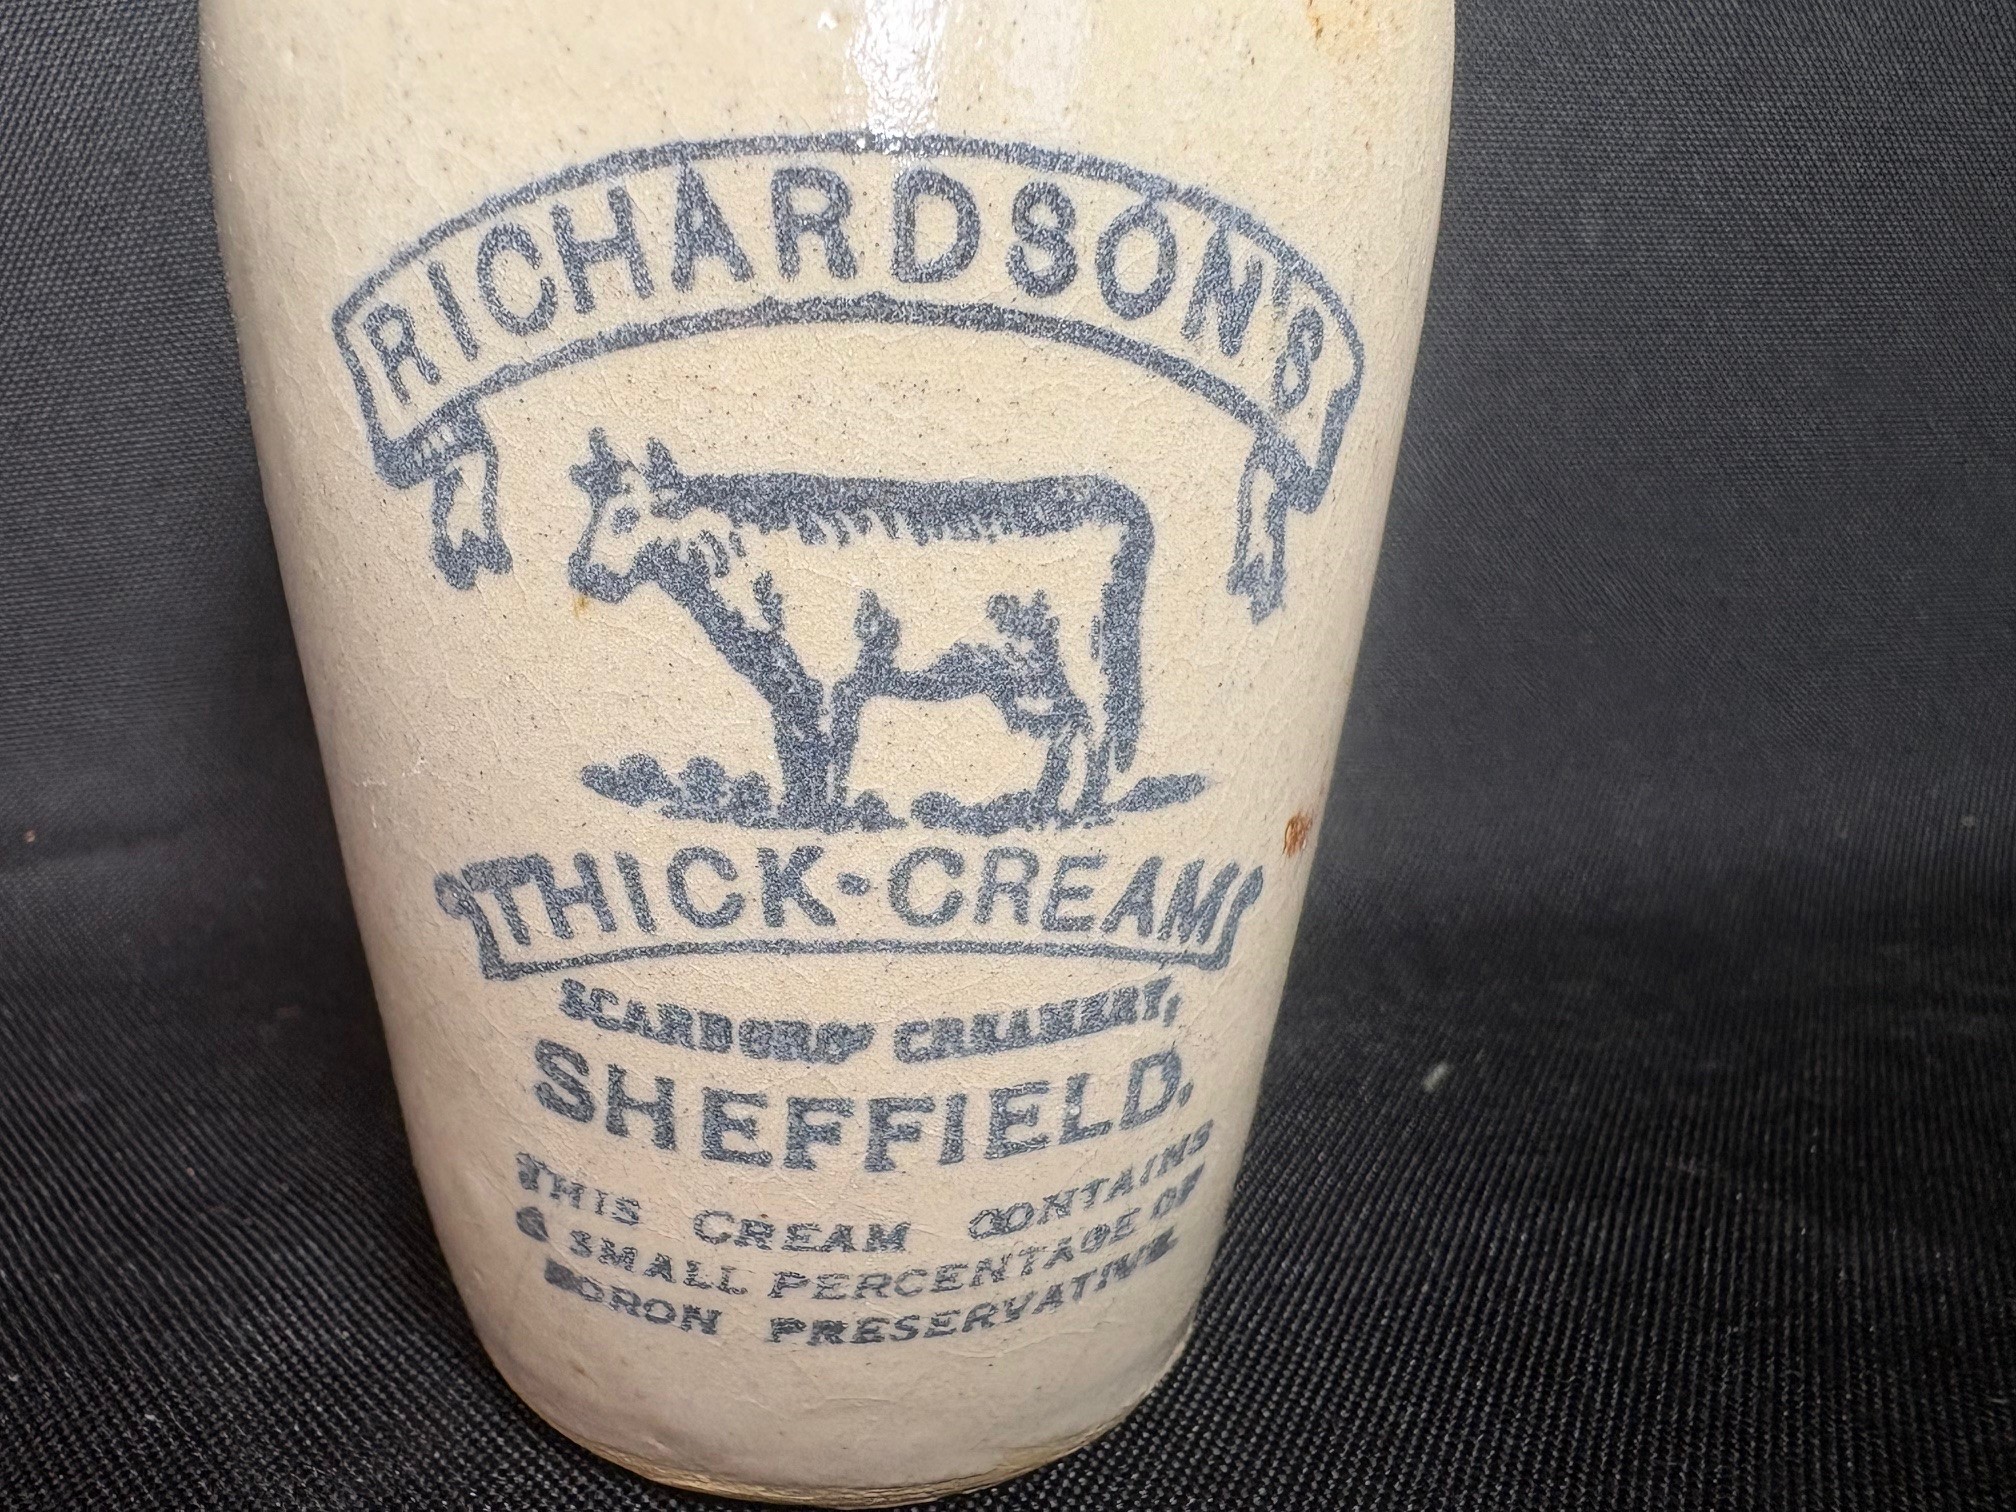 RICHARDSON'S
THICK-CREAM
SCARBORO' CREAMERY,
SHEFFIELD.
THIS CREAM CONTAINS
A SMALL PERCENTAGE OF
BORON PRESERVATIVE.